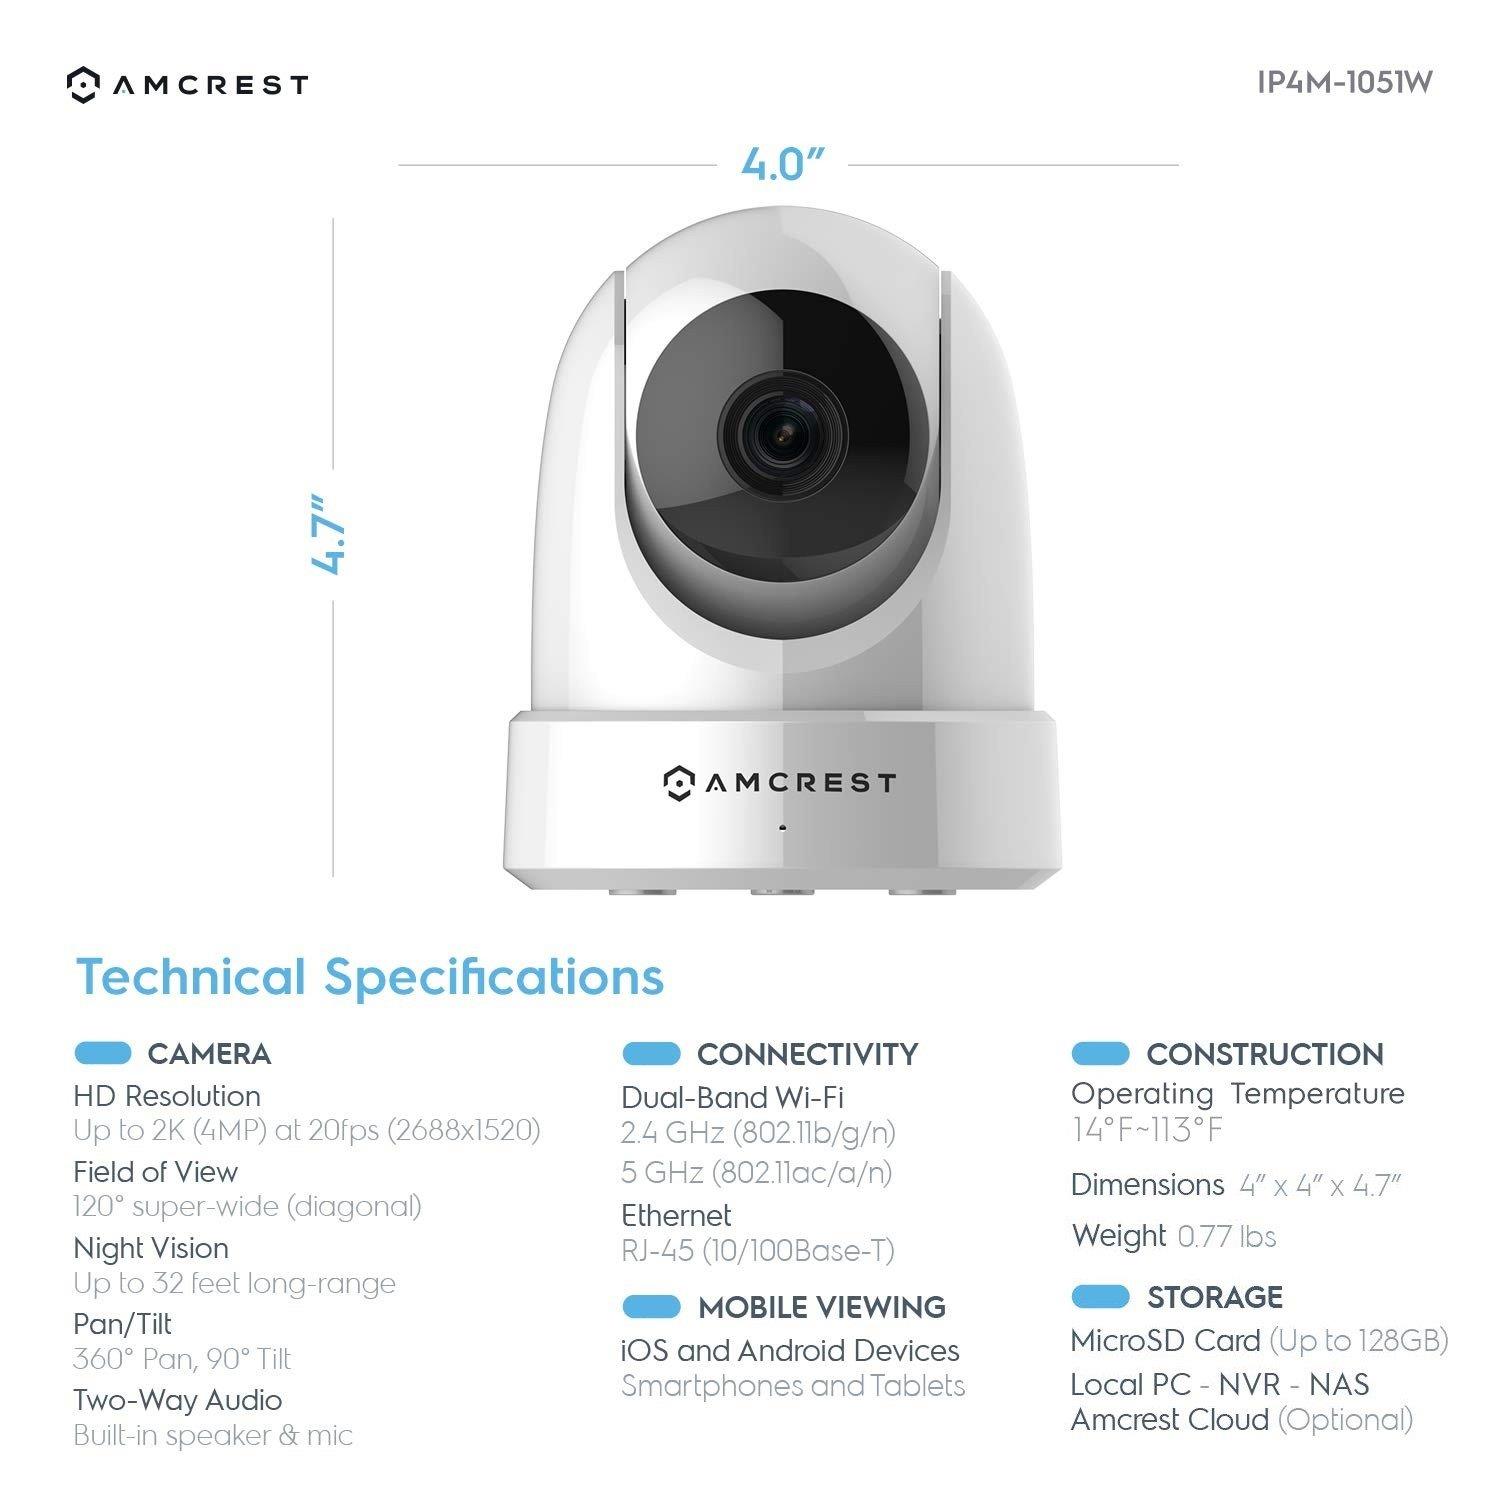 AMCREST
IP4M-1051W
4.0"
4.7"
AMCREST
Technical Specifications
CAMERA
HD Resolution
Up to 2K (4MP) at 20fps (2688x1520)
Field of View
120° super-wide (diagonal)
Night Vision
Up to 32 feet long-range
Pan/Tilt
360° Pan, 90° Tilt
Two-Way Audio
Built-in speaker & mic
CONNECTIVITY
Dual-Band Wi-Fi
2.4 GHz (802.11b/g/n)
5 GHz (802.11ac/a/n)
Ethernet
RJ-45 (10/100Base-T)
MOBILE VIEWING
iOS and Android Devices
Smartphones and Tablets
CONSTRUCTION
Operating Temperature
14°F~113°F
Dimensions 4" x 4" x 4.7"
Weight 0.77 lbs
STORAGE
MicroSD Card (Up to 128GB)
Local PC - NVR - NAS
Amcrest Cloud (Optional)